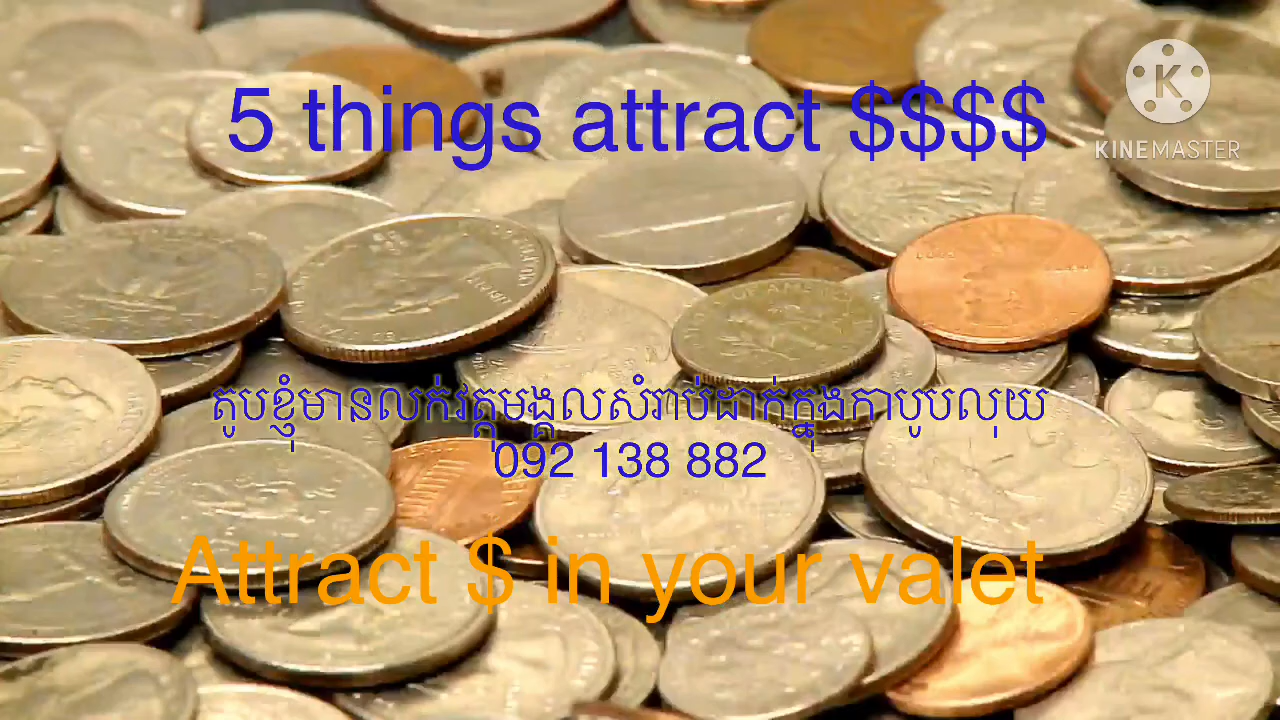 5 things attract $$$$
K
KINEMASTER
តូបខ្ញុំមានលក់វត្តមង្គលសំរាប់ដាក់ក្នុងកាបូបលុយ
092 138 882
Attract $ in your valet